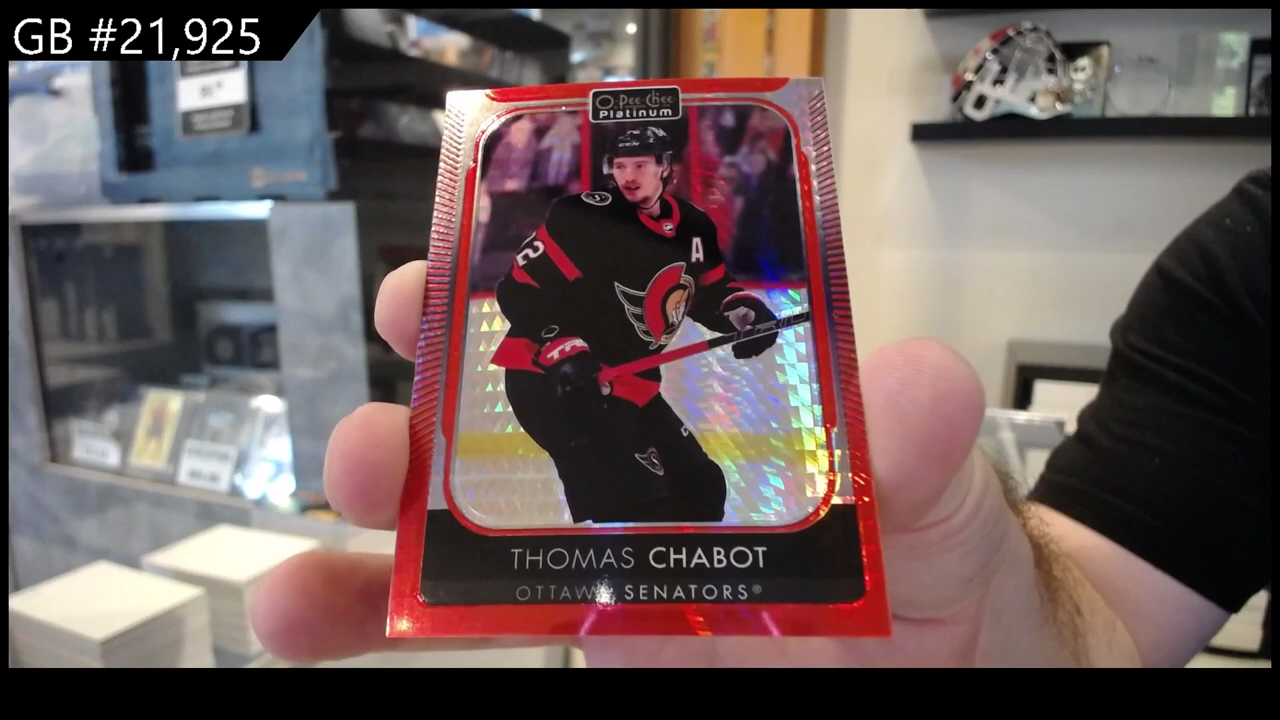 GB #21,925
O-Pee-Chee
Platinum
A
THOMAS CHABOT
OTTAWA SENATORS®